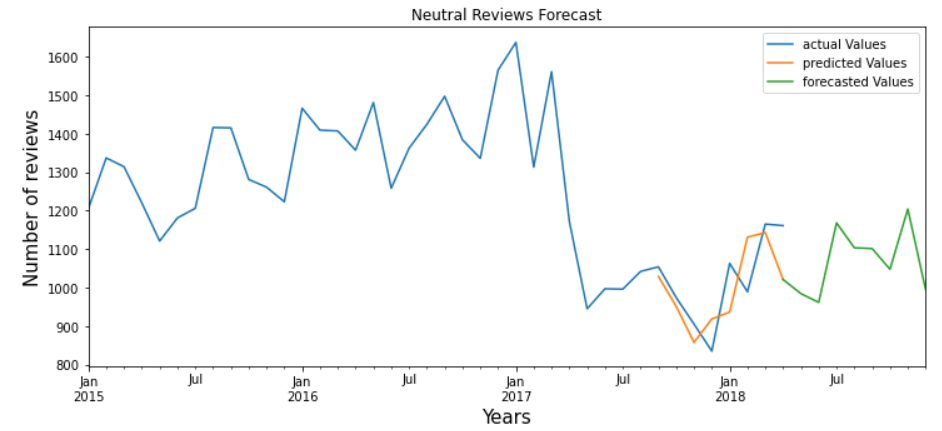 Neutral Reviews Forecast
actual Values
predicted Values
forecasted Values
Number of reviews
1600
1500
1400
1300
1200
1100
1000
900
800
Jan Jul Jan Jul Jan Jul Jan Jul
2015 2016 2017 2018
Years